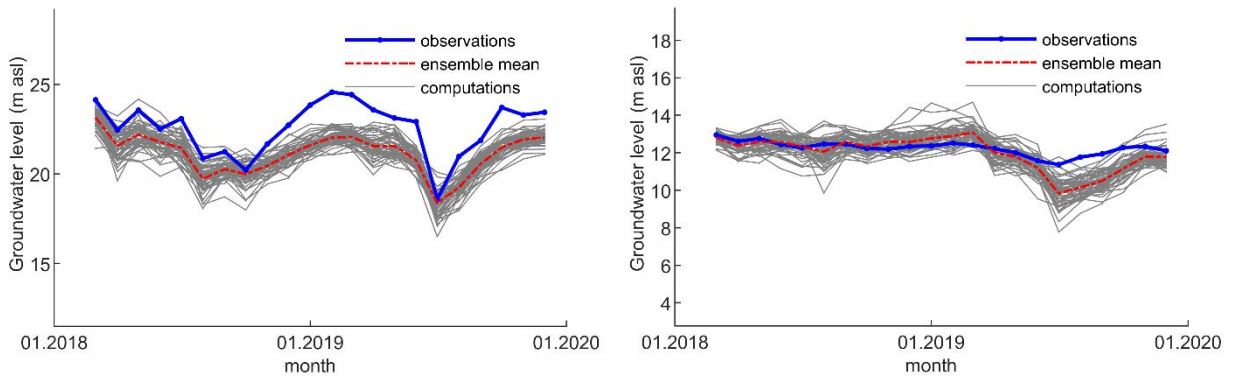 observations
ensemble mean
computations
Groundwater level (m asl)
25
20
15
01.2018
01.2019
01.2020
month
observations
ensemble mean
computations
Groundwater level (m asl)
18
16
14
12
10
8
6
4
01.2018
01.2019
01.2020
month